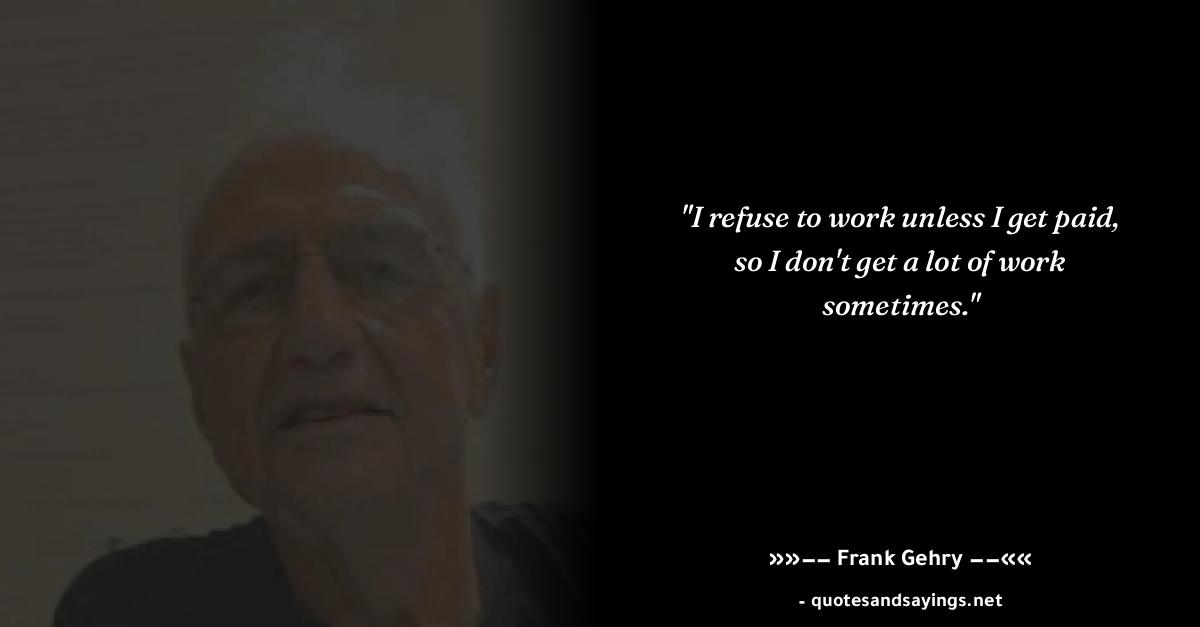 "I refuse to work unless I get paid,
so I don't get a lot of work
sometimes."
»»−− Frank Gehry −−««
- quotesandsayings.net